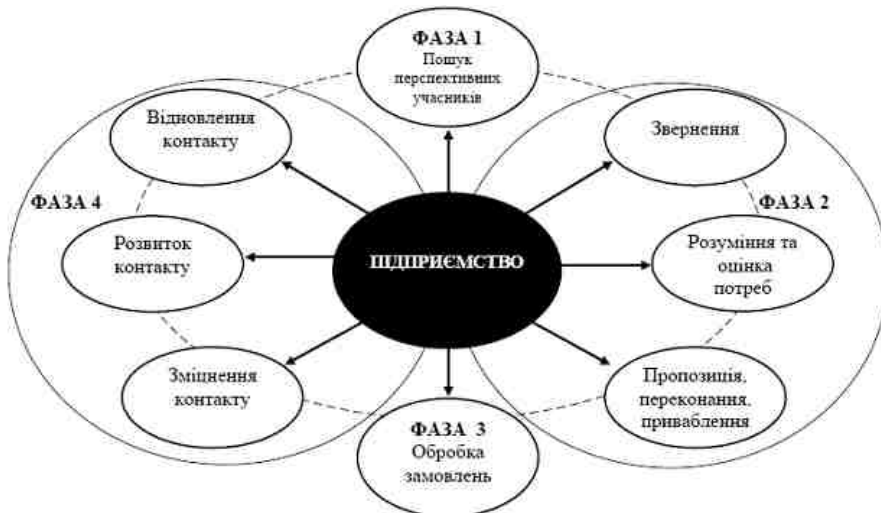 ФАЗА 1
Пошук
перспективних
учасників
Відновлення
контакту
Звернення
ФАЗА 4
ФАЗА 2
Розвиток
контакту
ПІДПРИЄМСТВО
Розуміння та
оцінка
потреб
Зміцнення
контакту
Пропозиція,
переконання,
приваблення
ФАЗА 3
Обробка
замовлень